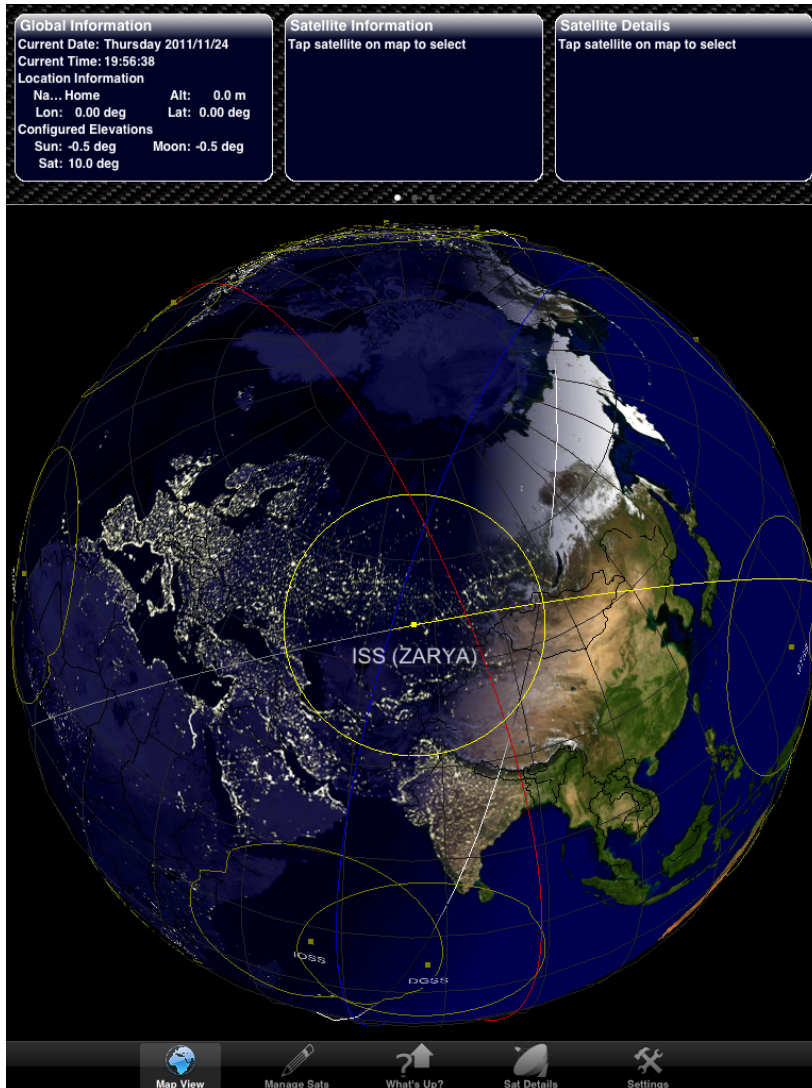 Global Information
Current Date: Thursday 2011/11/24
Current Time: 19:56:38
Location Information
Na... Home Alt: 0.0 m
Lon: 0.00 deg Lat: 0.00 deg
Configured Elevations
Sun: -0.5 deg Moon: -0.5 deg
Sat: 10.0 deg
Satellite Information
Tap satellite on map to select
Satellite Details
Tap satellite on map to select
ISS (ZARYA)
IOSS
DGSS
Map View
Manage Sats
What's Up?
Sat Details
Settings